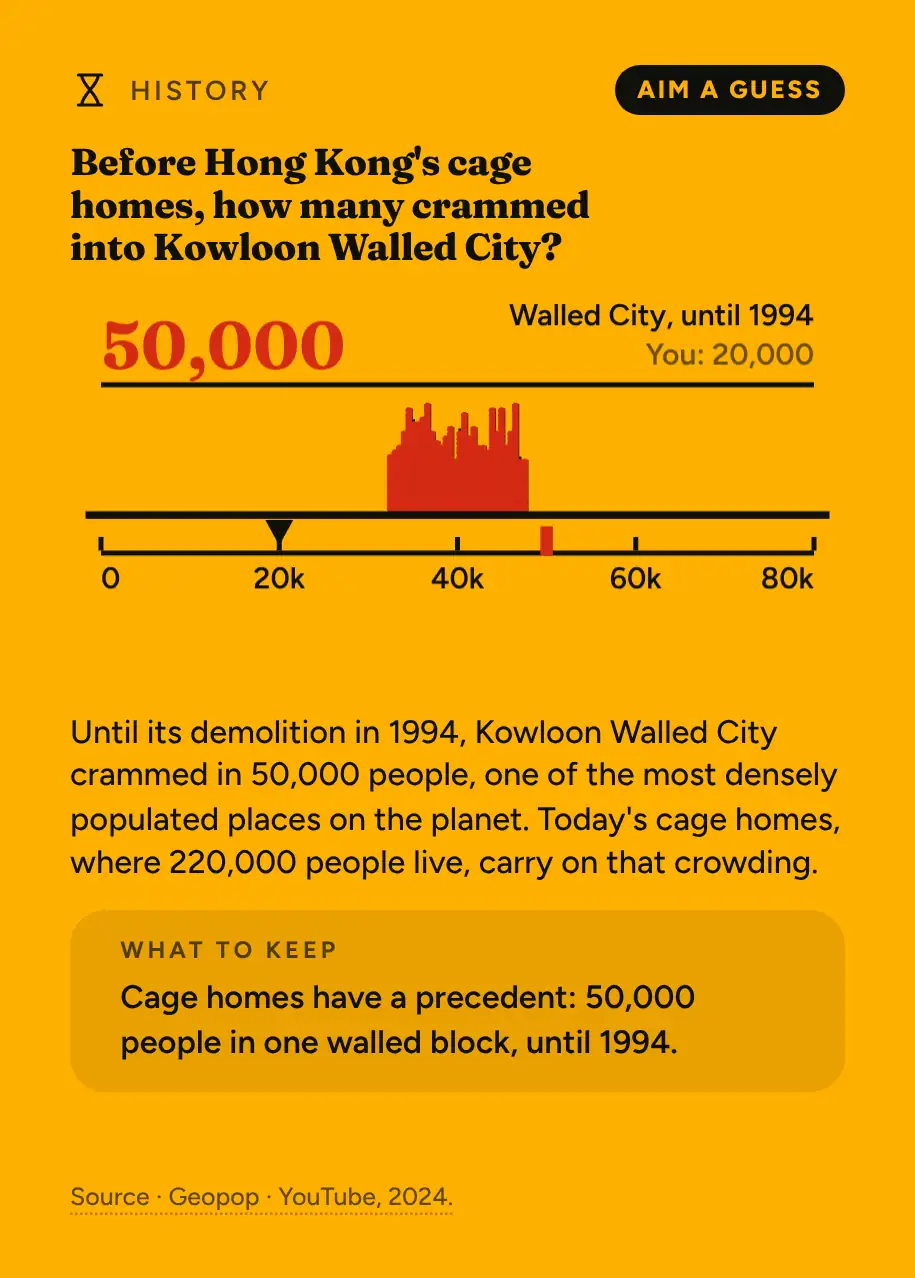 HISTORY
AIM A GUESS
Before Hong Kong's cage
homes, how many crammed
into Kowloon Walled City?
50,000
Walled City, until 1994
You: 20,000
0 20k 40k 60k 80k
Until its demolition in 1994, Kowloon Walled City
crammed in 50,000 people, one of the most densely
populated places on the planet. Today's cage homes,
where 220,000 people live, carry on that crowding.
WHAT TO KEEP
Cage homes have a precedent: 50,000
people in one walled block, until 1994.
Source · Geopop · YouTube, 2024.